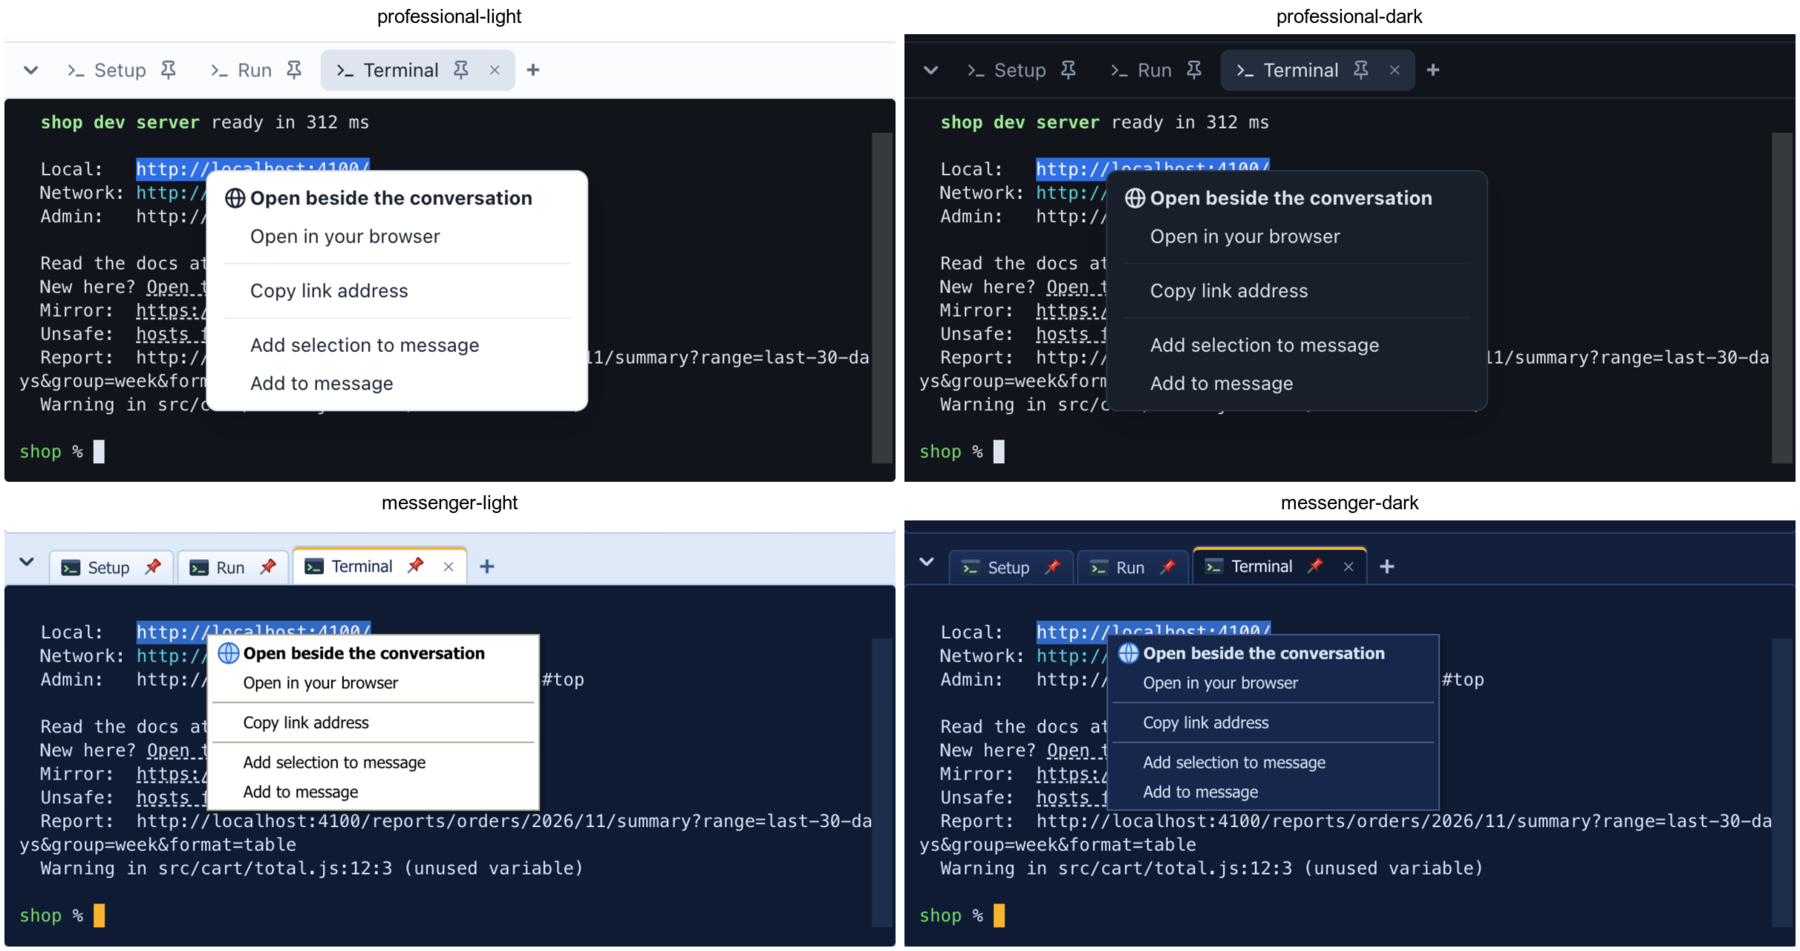 professional-light
Setup Run Terminal
shop dev server ready in 312 ms
Local: http://localhost:4100/
Network: http://
Admin: http://
Open beside the conversation
Open in your browser
Copy link address
Add selection to message
Add to message
Read the docs at
New here? Open
Mirror: https:/
Unsafe: hosts
Report: http:// 11/summary?range=last-30-da
ys&group=week&form
Warning in src/c
shop %
professional-dark
Setup Run Terminal
shop dev server ready in 312 ms
Local: http://localhost:4100/
Network: http://
Admin: http://
Open beside the conversation
Open in your browser
Copy link address
Add selection to message
Add to message
Read the docs at
New here? Open
Mirror: https:/
Unsafe: hosts
Report: http:// 11/summary?range=last-30-da
ys&group=week&form
Warning in src/c
shop %
messenger-light
Setup Run Terminal
Local: http://localhost:4100/
Network: http://
Admin: http:// #top
Open beside the conversation
Open in your browser
Copy link address
Add selection to message
Add to message
Read the docs at
New here? Open
Mirror: https:/
Unsafe: hosts
Report: http://localhost:4100/reports/orders/2026/11/summary?range=last-30-da
ys&group=week&format=table
Warning in src/cart/total.js:12:3 (unused variable)
shop %
messenger-dark
Setup Run Terminal
Local: http://localhost:4100/
Network: http://
Admin: http:// #top
Open beside the conversation
Open in your browser
Copy link address
Add selection to message
Add to message
Read the docs at
New here? Open
Mirror: https:/
Unsafe: hosts
Report: http://localhost:4100/reports/orders/2026/11/summary?range=last-30-da
ys&group=week&format=table
Warning in src/cart/total.js:12:3 (unused variable)
shop %